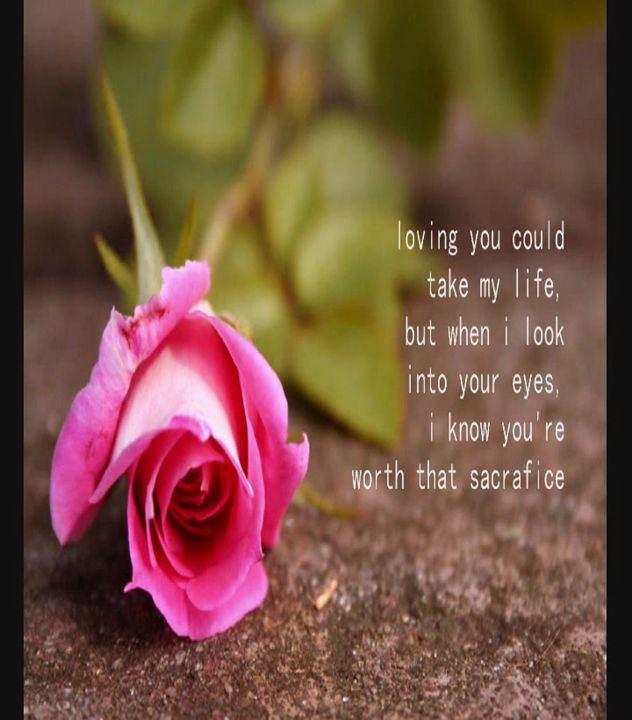 loving you could
take my life,
but when i look
into your eyes,
i know you're
worth that sacrafice